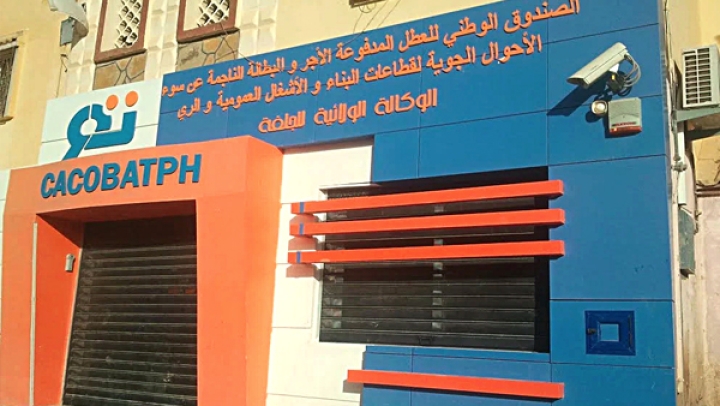 الصندوق الوطني للعطل المدفوعة الأجر و البطالة الناجمة عن سوء
الأحوال الجوية لقطاعات البناء و الأشغال العمومية و الري
الوكالة الولائية للجلفة
CACOBATPH